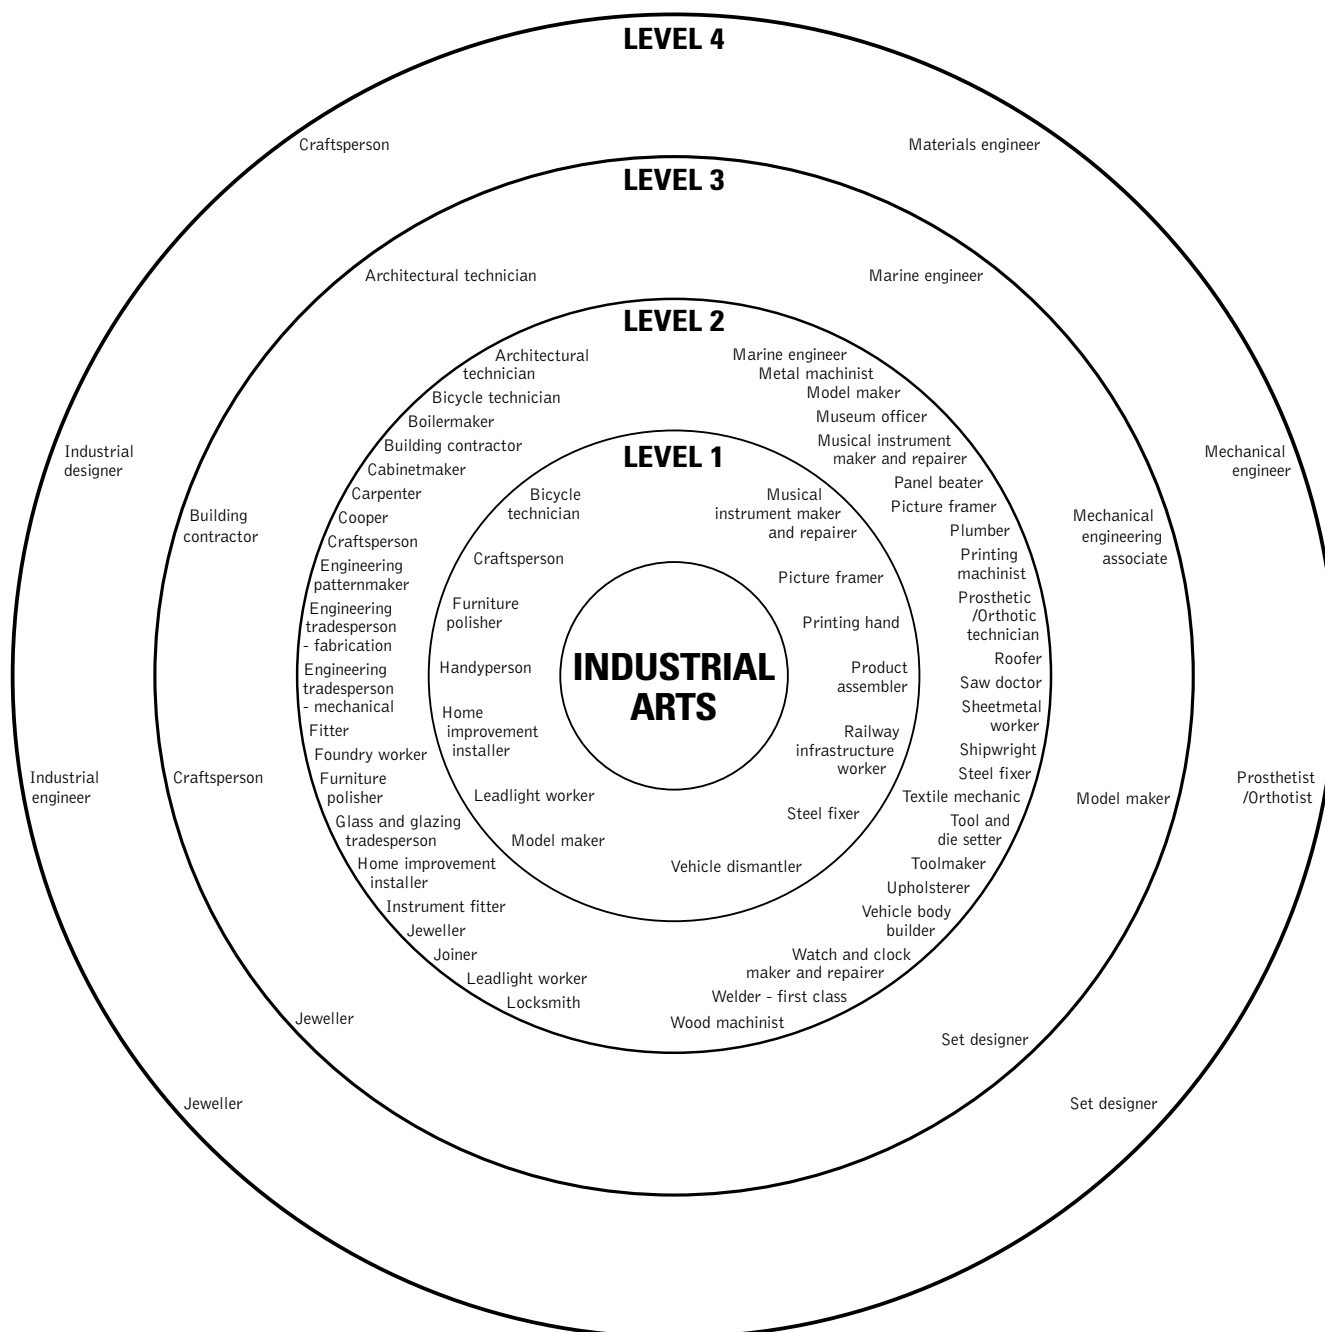 LEVEL 4
Craftsperson
Materials engineer
Industrial
designer
Mechanical
engineer
Industrial
engineer
Prosthetist
/Orthotist
Jeweller
Set designer
LEVEL 3
Architectural technician
Marine engineer
Building
contractor
Mechanical
engineering
associate
Craftsperson
Model maker
Jeweller
Set designer
LEVEL 2
Architectural
technician
Bicycle technician
Boilermaker
Building contractor
Cabinetmaker
Carpenter
Cooper
Craftsperson
Engineering
patternmaker
Engineering
tradesperson
- fabrication
Engineering
tradesperson
- mechanical
Fitter
Foundry worker
Furniture
polisher
Glass and glazing
tradesperson
Home improvement
installer
Instrument fitter
Jeweller
Joiner
Leadlight worker
Locksmith
Marine engineer
Metal machinist
Model maker
Museum officer
Musical instrument
maker and repairer
Panel beater
Picture framer
Plumber
Printing
machinist
Prosthetic
/Orthotic
technician
Roofer
Saw doctor
Sheetmetal
worker
Shipwright
Steel fixer
Textile mechanic
Tool and
die setter
Toolmaker
Upholsterer
Vehicle body
builder
Watch and clock
maker and repairer
Welder - first class
Wood machinist
LEVEL 1
Bicycle
technician
Craftsperson
Furniture
polisher
Handyperson
Home
improvement
installer
Leadlight worker
Model maker
Musical
instrument maker
and repairer
Picture framer
Printing hand
Product
assembler
Railway
infrastructure
worker
Steel fixer
Vehicle dismantler
INDUSTRIAL
ARTS